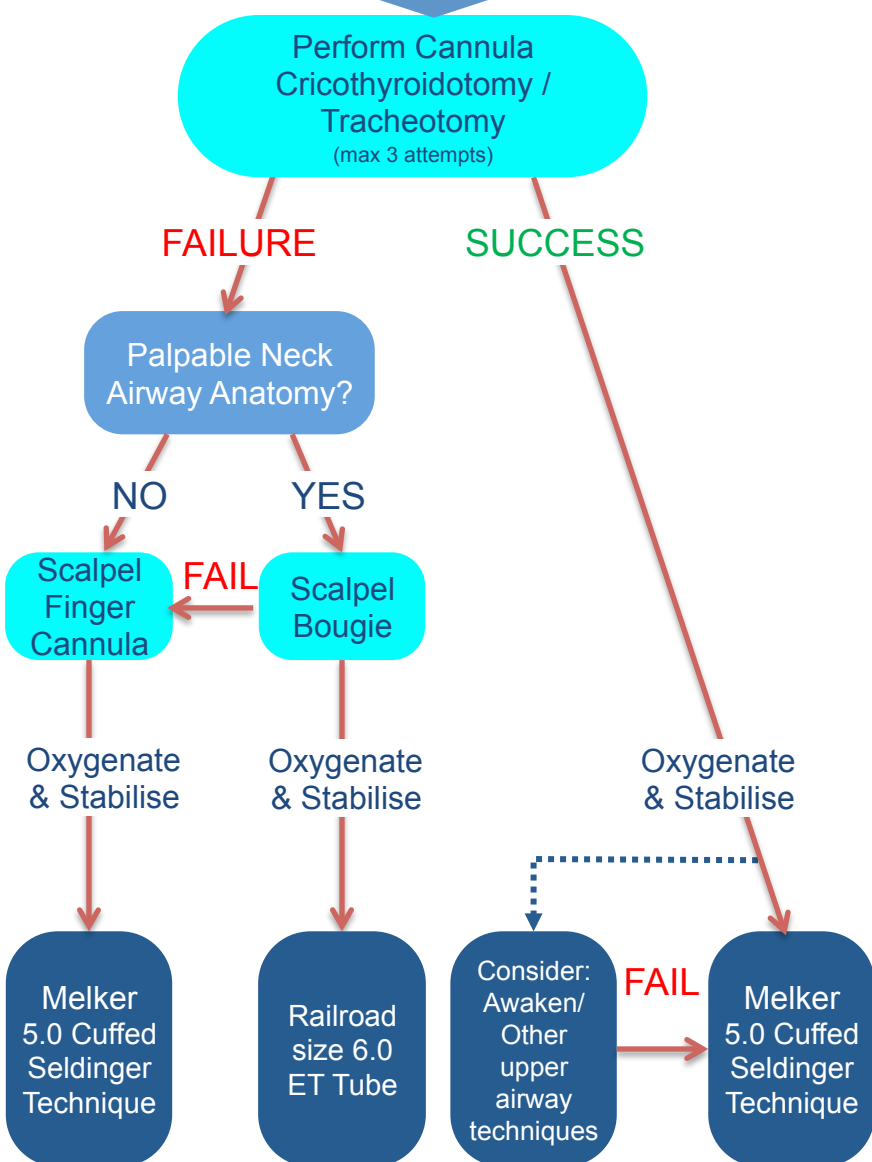 Perform Cannula
Cricothyroidotomy /
Tracheotomy
(max 3 attempts)
FAILURE
SUCCESS
Palpable Neck
Airway Anatomy?
NO
YES
Scalpel
Finger
Cannula
FAIL
Scalpel
Bougie
Oxygenate
& Stabilise
Oxygenate
& Stabilise
Oxygenate
& Stabilise
Melker
5.0 Cuffed
Seldinger
Technique
Railroad
size 6.0
ET Tube
Consider:
Awaken/
Other
upper
airway
techniques
FAIL
Melker
5.0 Cuffed
Seldinger
Technique